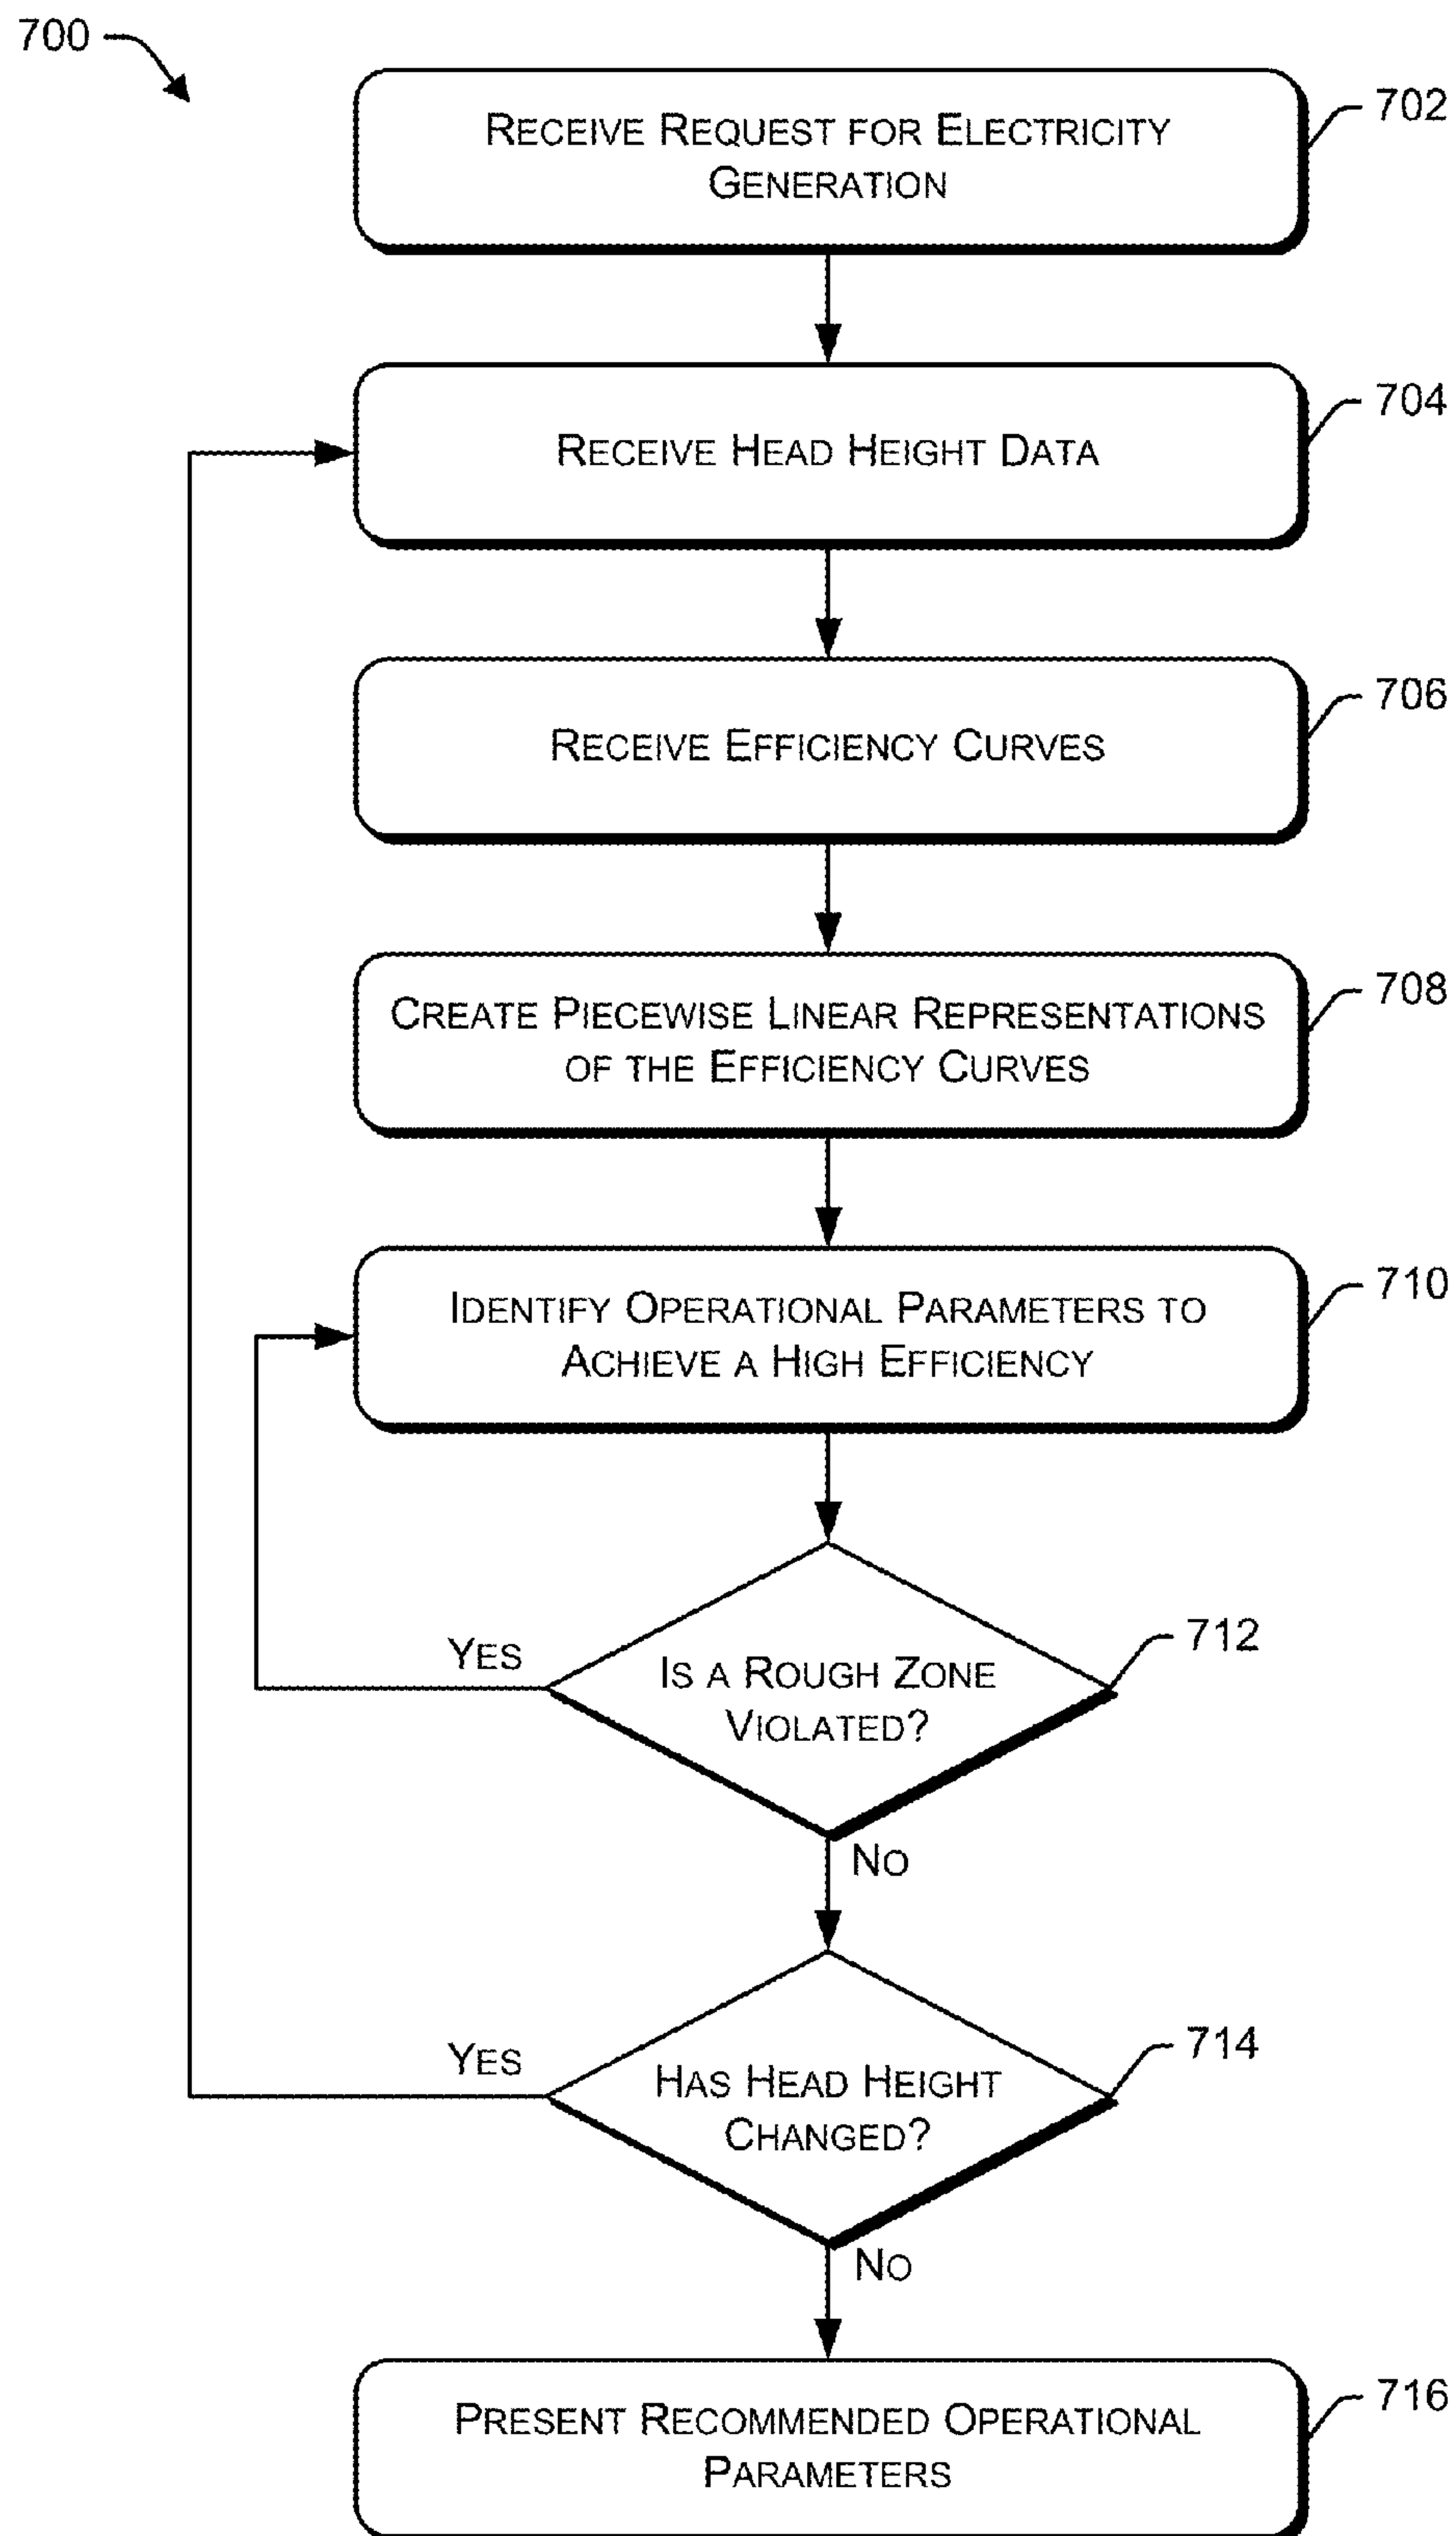 700
RECEIVE REQUEST FOR ELECTRICITY
GENERATION
702
RECEIVE HEAD HEIGHT DATA
704
RECEIVE EFFICIENCY CURVES
706
CREATE PIECEWISE LINEAR REPRESENTATIONS
OF THE EFFICIENCY CURVES
708
IDENTIFY OPERATIONAL PARAMETERS TO
ACHIEVE A HIGH EFFICIENCY
710
YES
IS A ROUGH ZONE
VIOLATED?
712
NO
YES
HAS HEAD HEIGHT
CHANGED?
714
NO
PRESENT RECOMMENDED OPERATIONAL
PARAMETERS
716